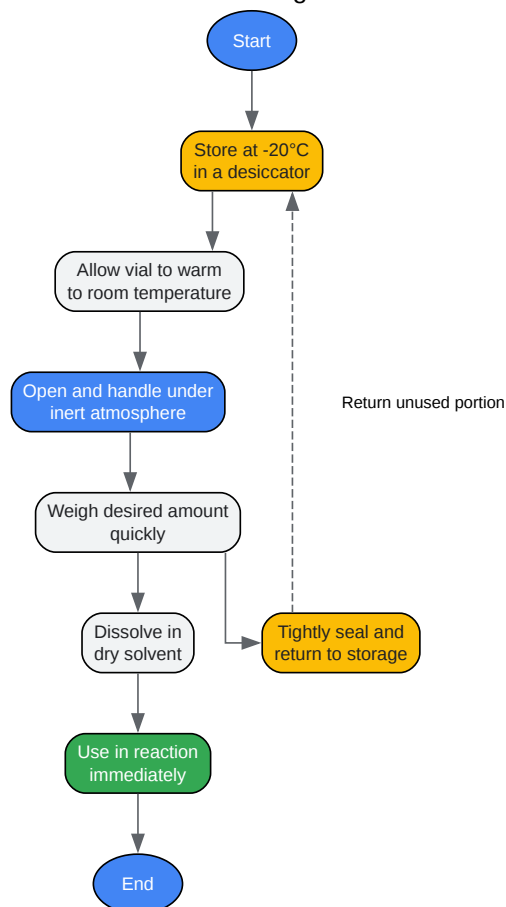 Start
Store at -20°C
in a desiccator
Allow vial to warm
to room temperature
Open and handle under
inert atmosphere
Return unused portion
Weigh desired amount
quickly
Dissolve in
dry solvent
Tightly seal and
return to storage
Use in reaction
immediately
End